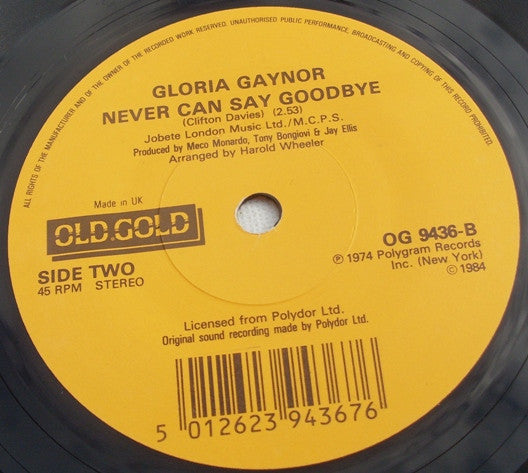 ALL RIGHTS OF THE MANUFACTURER AND OF THE OWNER OF THE RECORDED WORK RESERVED. UNAUTHORISED PUBLIC PERFORMANCE, BROADCASTING AND COPYING OF THIS RECORD PROHIBITED.
GLORIA GAYNOR
NEVER CAN SAY GOODBYE
(Clifton Davies) (2.53)
Jobete London Music Ltd./M.C.P.S.
Produced by Meco Monardo, Tony Bongiovi & Jay Ellis
Arranged by Harold Wheeler
Made in UK
OLD GOLD
SIDE TWO
45 RPM STEREO
OG 9436-B
℗ 1974 Polygram Records
Inc. (New York)
© 1984
Licensed from Polydor Ltd.
Original sound recording made by Polydor Ltd.
5 012623 943676